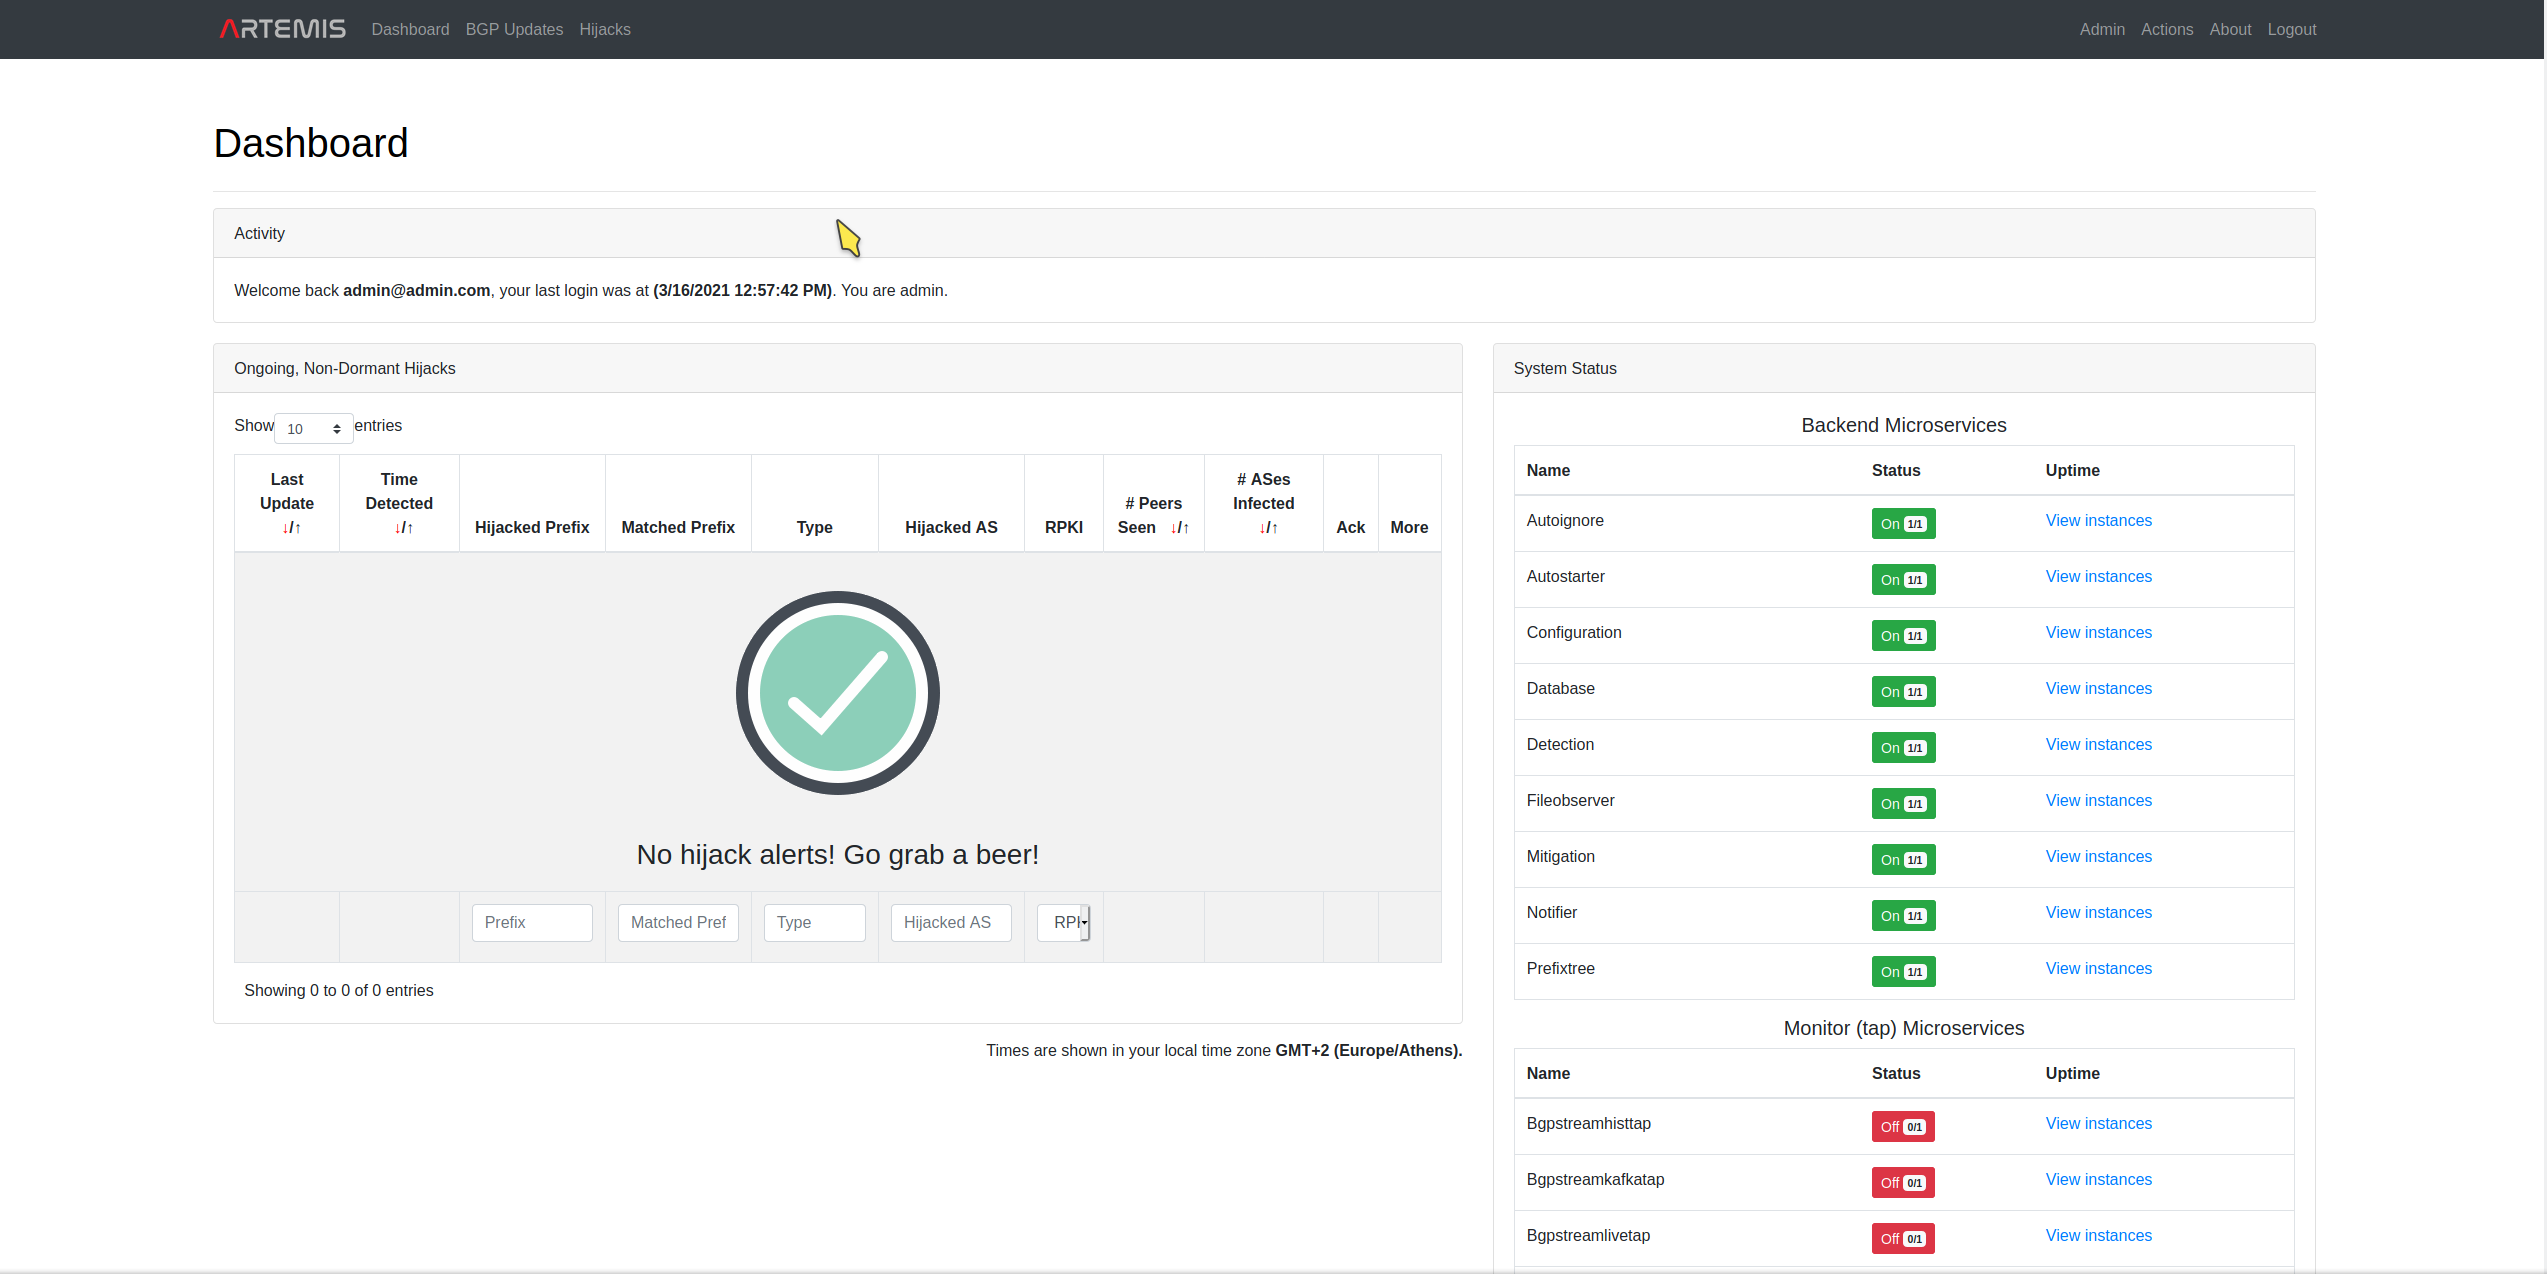 ARTEMIS Dashboard BGP Updates Hijacks Admin Actions About Logout
Dashboard
Activity
Welcome back admin@admin.com, your last login was at (3/16/2021 12:57:42 PM). You are admin.
Ongoing, Non-Dormant Hijacks
Show 10 entries
Last Update ↓/↑ Time Detected ↓/↑ Hijacked Prefix Matched Prefix Type Hijacked AS RPKI # Peers Seen ↓/↑ # ASes Infected ↓/↑ Ack More
No hijack alerts! Go grab a beer!
Prefix Matched Pref Type Hijacked AS
Showing 0 to 0 of 0 entries
Times are shown in your local time zone GMT+2 (Europe/Athens).
System Status
Backend Microservices
Name Status Uptime
Autoignore On 1/1 View instances
Autostarter On 1/1 View instances
Configuration On 1/1 View instances
Database On 1/1 View instances
Detection On 1/1 View instances
Fileobserver On 1/1 View instances
Mitigation On 1/1 View instances
Notifier On 1/1 View instances
Prefixtree On 1/1 View instances
Monitor (tap) Microservices
Name Status Uptime
Bgpstreamhisttap Off 0/1 View instances
Bgpstreamkafkatap Off 0/1 View instances
Bgpstreamlivetap Off 0/1 View instances